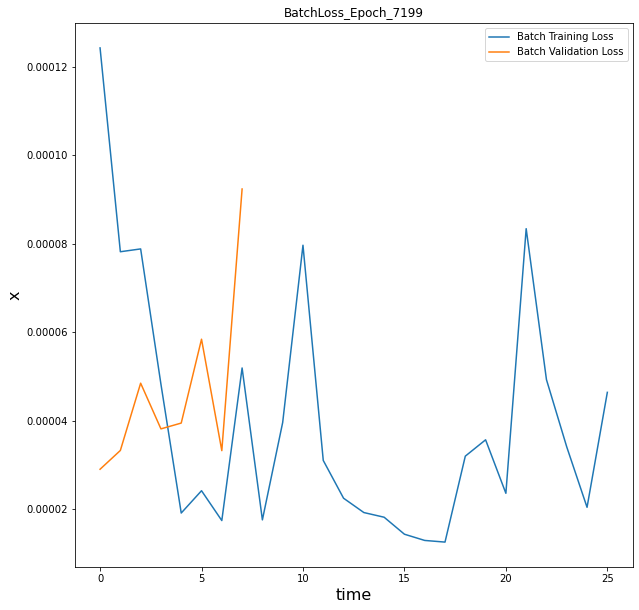 BatchLoss_Epoch_7199
Batch Training Loss
Batch Validation Loss
0.00012
0.00010
0.00008
0.00006
0.00004
0.00002
x
0 5 10 15 20 25
time